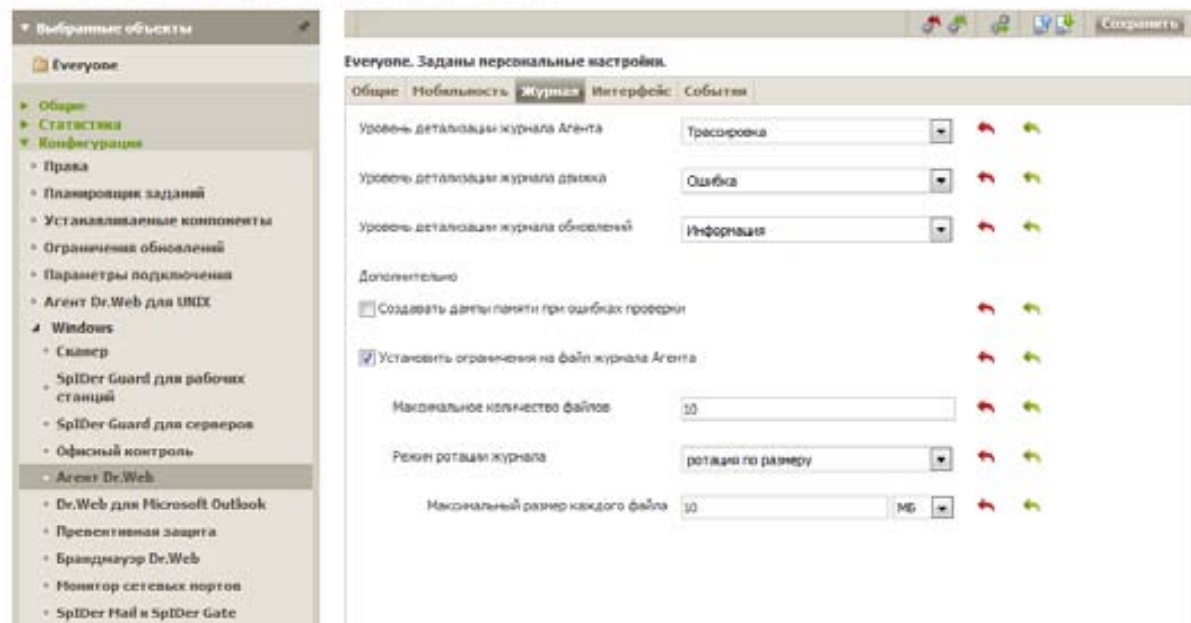 Выбранные объекты
Everyone
Общие
Статистика
Конфигурация
Права
Планировщик заданий
Устанавливаемые компоненты
Ограничения обновлений
Параметры подключения
Агент Dr.Web для UNIX
Windows
Сканер
SpIDer Guard для рабочих
станций
SpIDer Guard для серверов
Офисный контроль
Агент Dr.Web
Dr.Web для Microsoft Outlook
Превентивная защита
Брандмауэр Dr.Web
Монитор сетевых портов
SpIDer Mail и SpIDer Gate
Сохранить
Everyone. Заданы персональные настройки.
Общие Мобильность Журнал Интерфейс События
Уровень детализации журнала Агента Трассировка
Уровень детализации журнала движка Ошибка
Уровень детализации журнала обновлений Информация
Дополнительно
Создавать дампы памяти при ошибках проверки
Установить ограничения на файл журнала Агента
Максимальное количество файлов 10
Режим ротации журнала ротация по размеру
Максимальный размер каждого файла 10 МБ